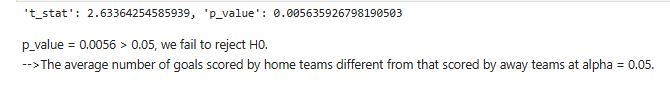 't_stat': 2.63364254585939, 'p_value': 0.005635926798190503
p_value = 0.0056 > 0.05, we fail to reject H0.
-->The average number of goals scored by home teams different from that scored by away teams at alpha = 0.05.